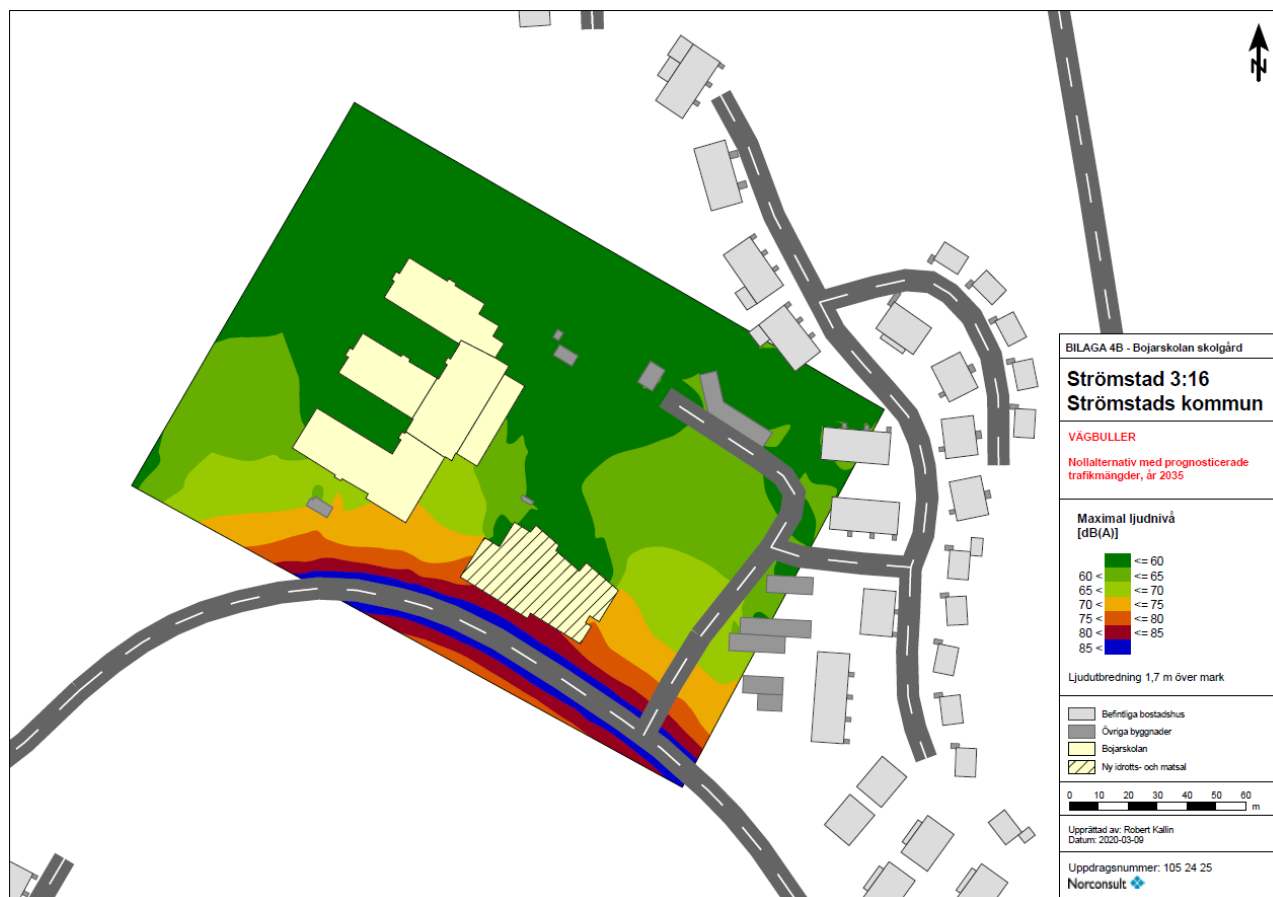 N
BILAGA 4B - Bojarskolan skolgård
Strömstad 3:16
Strömstads kommun
VÄGBULLER
Nollalternativ med prognosticerade
trafikmängder, år 2035
Maximal ljudnivå
[dB(A)]
<= 60
60 < <= 65
65 < <= 70
70 < <= 75
75 < <= 80
80 < <= 85
85 <
Ljudutbredning 1,7 m över mark
Befintliga bostadshus
Övriga byggnader
Bojarskolan
Ny idrotts- och matsal
0 10 20 30 40 50 60
m
Upprättad av: Robert Kallin
Datum: 2020-03-09
Uppdragsnummer: 105 24 25
Norconsult